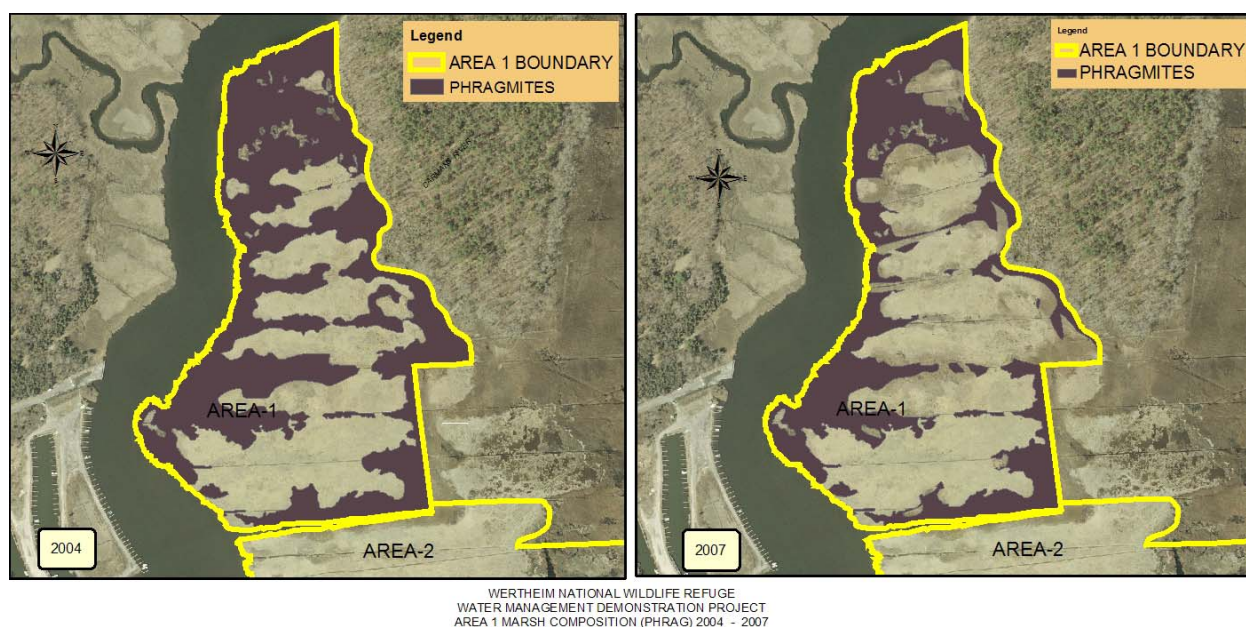 Legend
AREA 1 BOUNDARY
PHRAGMITES
AREA-1
AREA-2
2004
Legend
AREA 1 BOUNDARY
PHRAGMITES
AREA-1
AREA-2
2007
WERTHEIM NATIONAL WILDLIFE REFUGE
WATER MANAGEMENT DEMONSTRATION PROJECT
AREA 1 MARSH COMPOSITION (PHRAG) 2004 - 2007